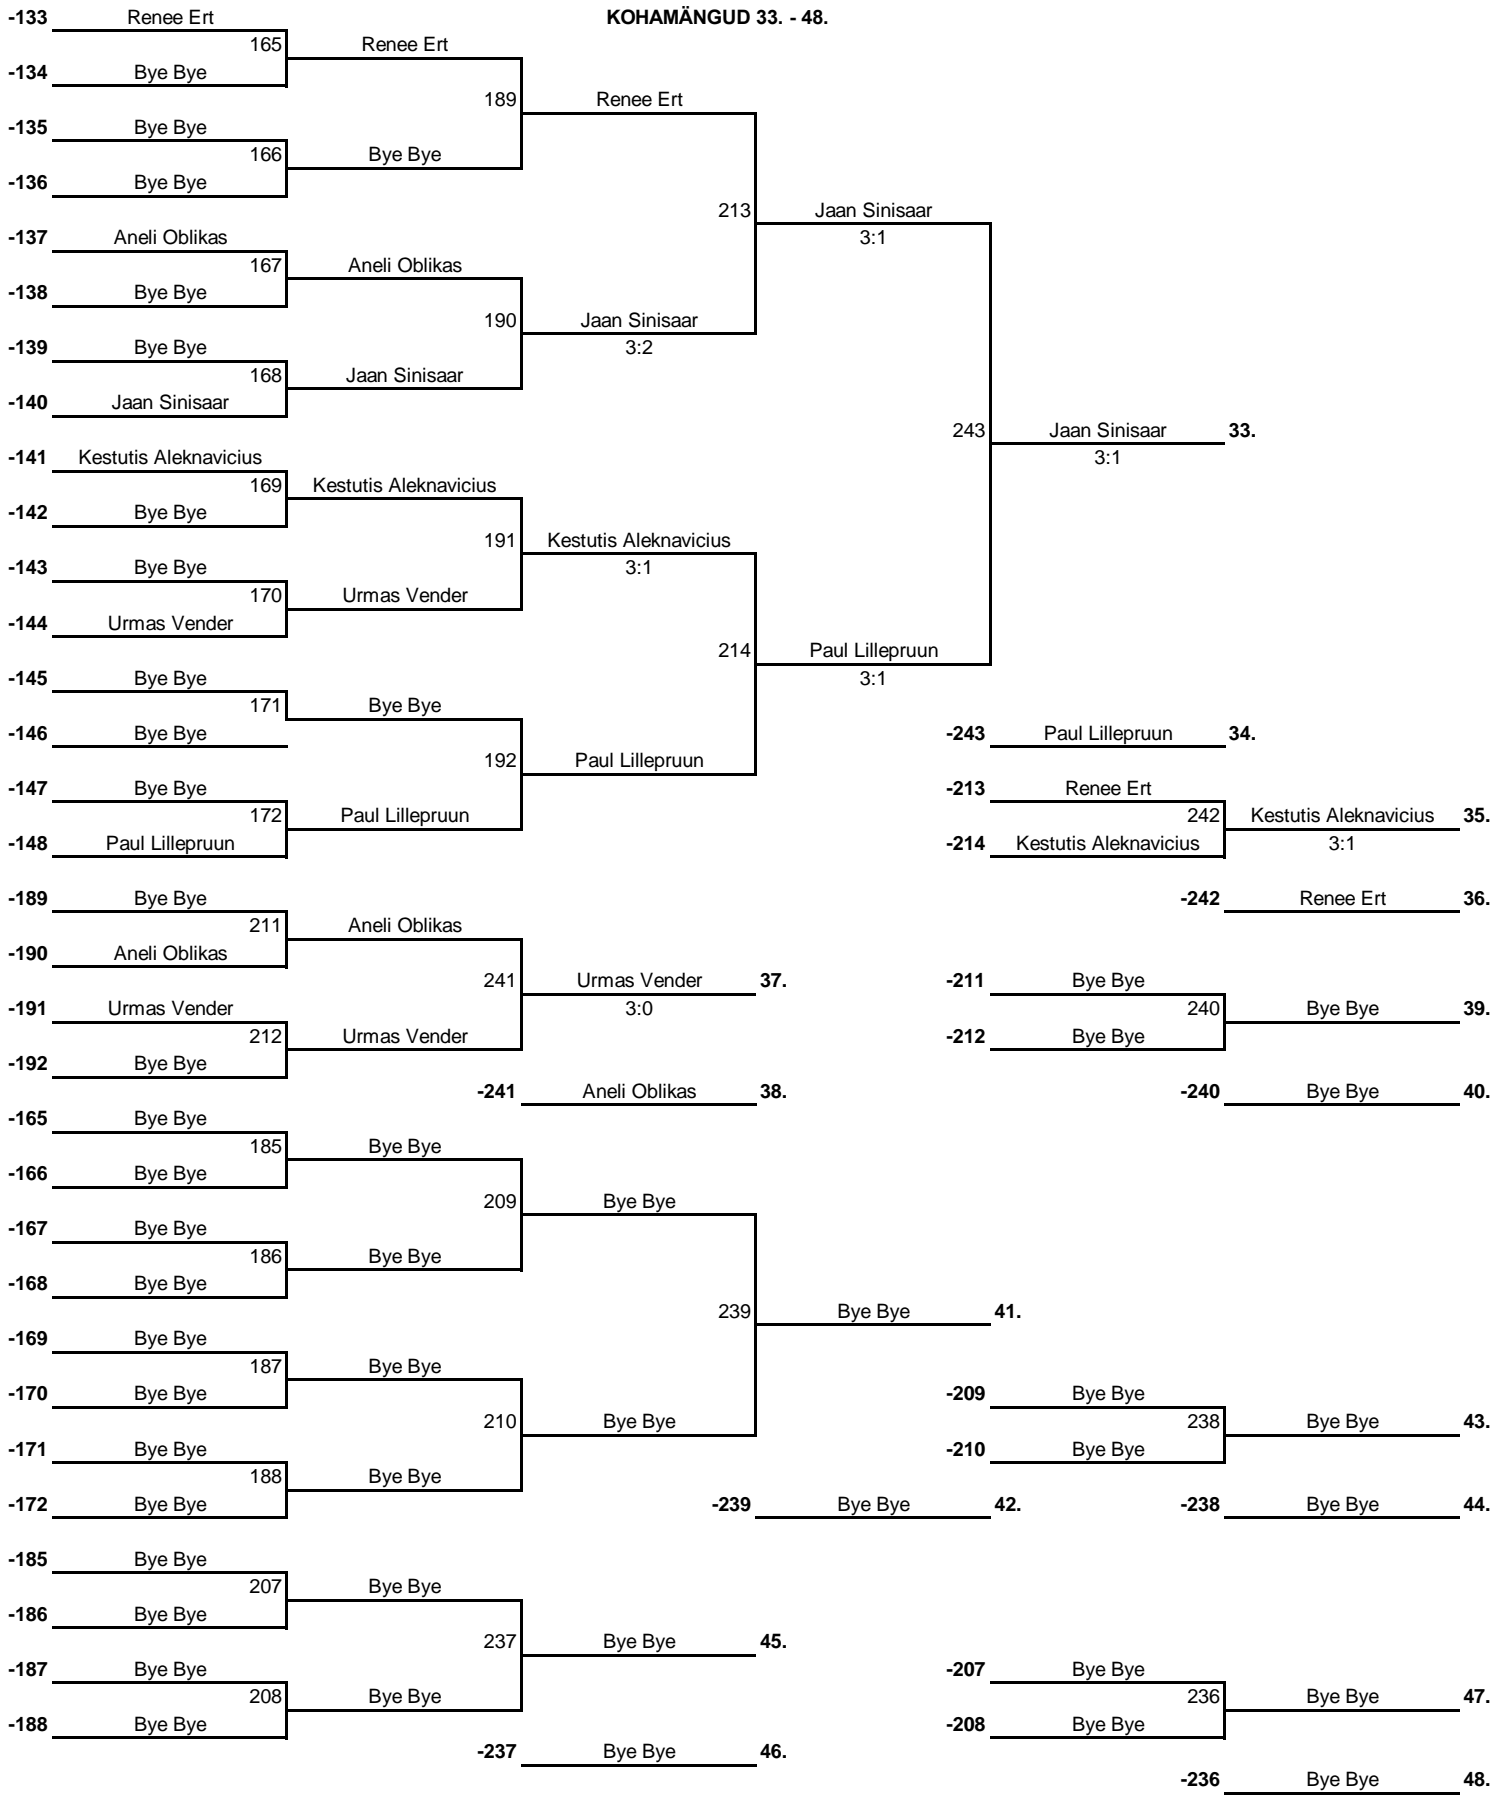 -133 Renee Ert KOHAMÄNGUD 33. - 48.
165 Renee Ert
-134 Bye Bye
189 Renee Ert
-135 Bye Bye
166 Bye Bye
-136 Bye Bye
213 Jaan Sinisaar
-137 Aneli Oblikas 3:1
167 Aneli Oblikas
-138 Bye Bye
190 Jaan Sinisaar
-139 Bye Bye 3:2
168 Jaan Sinisaar
-140 Jaan Sinisaar
243 Jaan Sinisaar 33.
-141 Kestutis Aleknavicius 3:1
169 Kestutis Aleknavicius
-142 Bye Bye
191 Kestutis Aleknavicius
-143 Bye Bye 3:1
170 Urmas Vender
-144 Urmas Vender
214 Paul Lillepruun
-145 Bye Bye 3:1
171 Bye Bye
-146 Bye Bye -243 Paul Lillepruun 34.
192 Paul Lillepruun
-147 Bye Bye -213 Renee Ert
172 Paul Lillepruun 242 Kestutis Aleknavicius 35.
-148 Paul Lillepruun -214 Kestutis Aleknavicius 3:1
-189 Bye Bye -242 Renee Ert 36.
211 Aneli Oblikas
-190 Aneli Oblikas
241 Urmas Vender 37. -211 Bye Bye
-191 Urmas Vender 3:0 240 Bye Bye 39.
212 Urmas Vender -212 Bye Bye
-192 Bye Bye
-241 Aneli Oblikas 38. -240 Bye Bye 40.
-165 Bye Bye
185 Bye Bye
-166 Bye Bye
209 Bye Bye
-167 Bye Bye
186 Bye Bye
-168 Bye Bye
239 Bye Bye 41.
-169 Bye Bye
187 Bye Bye
-170 Bye Bye -209 Bye Bye
210 Bye Bye 238 Bye Bye 43.
-171 Bye Bye -210 Bye Bye
188 Bye Bye
-172 Bye Bye -239 Bye Bye 42. -238 Bye Bye 44.
-185 Bye Bye
207 Bye Bye
-186 Bye Bye
237 Bye Bye 45.
-187 Bye Bye -207 Bye Bye
208 Bye Bye 236 Bye Bye 47.
-188 Bye Bye -208 Bye Bye
-237 Bye Bye 46.
-236 Bye Bye 48.